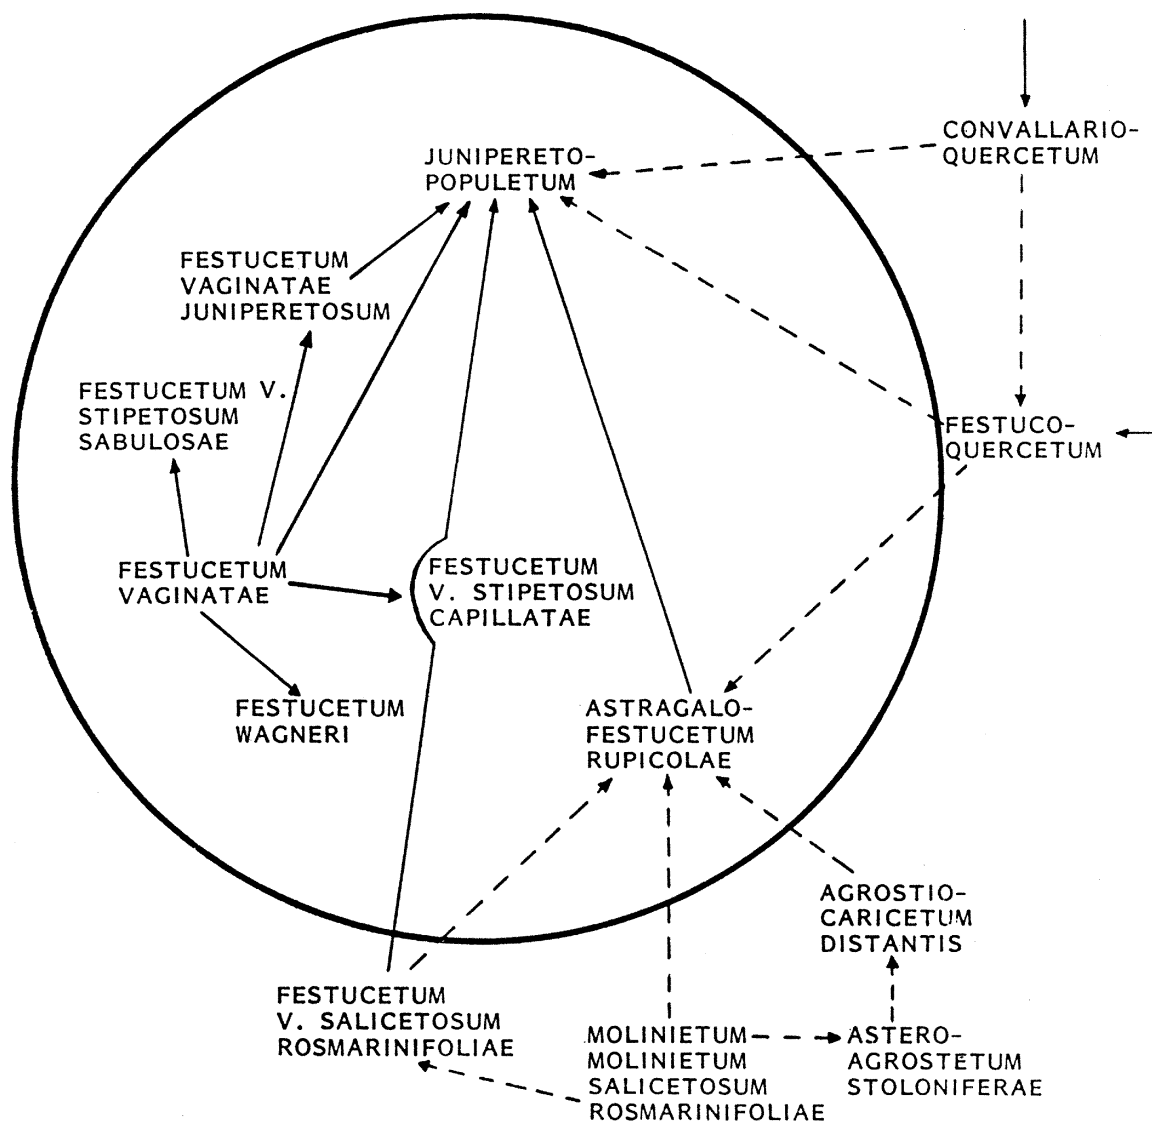 CONVALLARIO-
QUERCETUM
JUNIPERETO-
POPULETUM
FESTUCETUM
VAGINATAE
JUNIPERETOSUM
FESTUCETUM V.
STIPETOSUM
SABULOSAE
FESTUCO-
QUERCETUM
FESTUCETUM
VAGINATAE
FESTUCETUM
V. STIPETOSUM
CAPILLATAE
FESTUCETUM
WAGNERI
ASTRAGALO-
FESTUCETUM
RUPICOLAE
AGROSTIO-
CARICETUM
DISTANTIS
FESTUCETUM
V. SALICETOSUM
ROSMARINIFOLIAE
MOLINIETUM
MOLINIETUM
SALICETOSUM
ROSMARINIFOLIAE
ASTERO-
AGROSTETUM
STOLONIFERAE